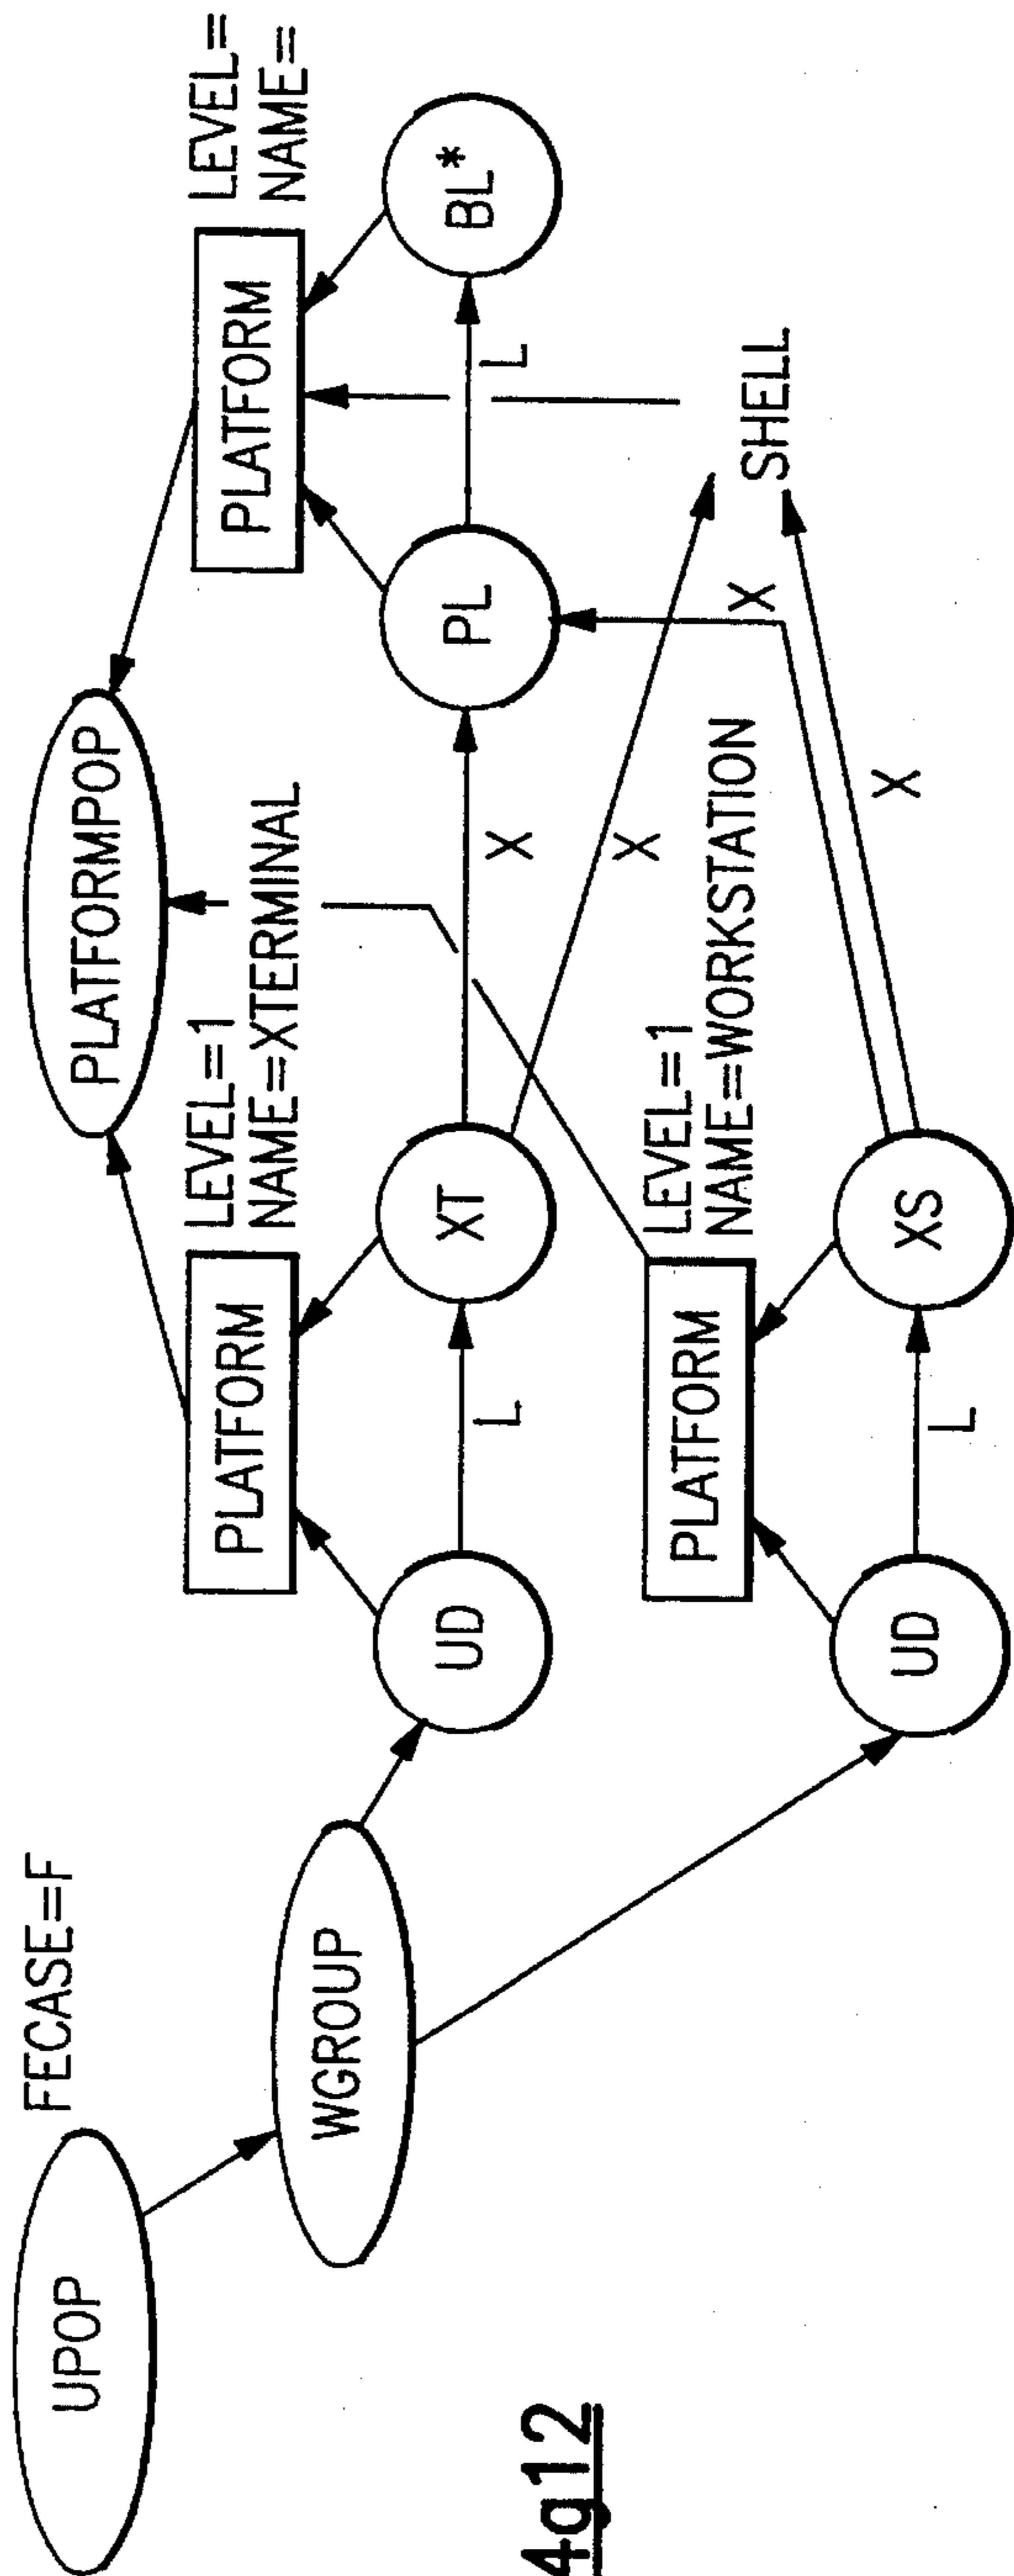 UPOP
FECASE=F
WGROUP
PLATFORMPOP
PLATFORM
LEVEL=1
NAME=XTERMINAL
PLATFORM
LEVEL=
NAME=
UD
L
XT
X
PL
L
BL*
X
SHELL
PLATFORM
LEVEL=1
NAME=WORKSTATION
X
UD
L
XS
X
4g12